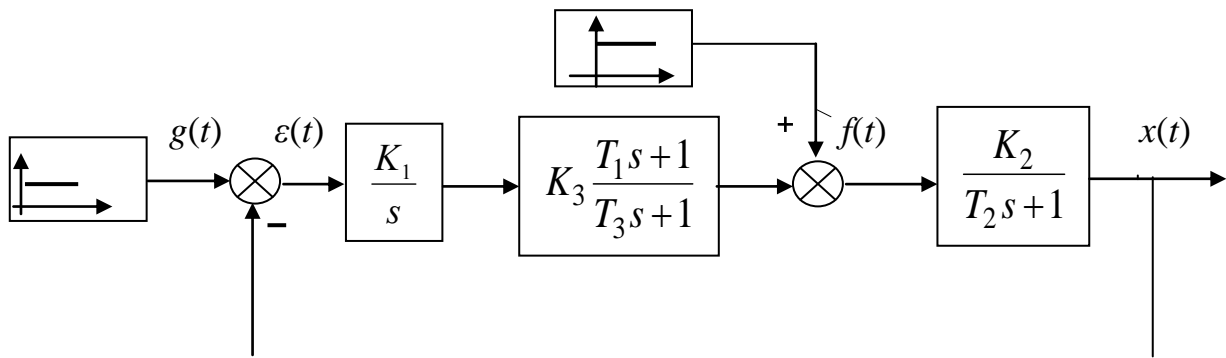 g(t)
ε(t)
K₁
s
K₃ T₁s+1
T₃s+1
+
f(t)
K₂
T₂s+1
x(t)
−